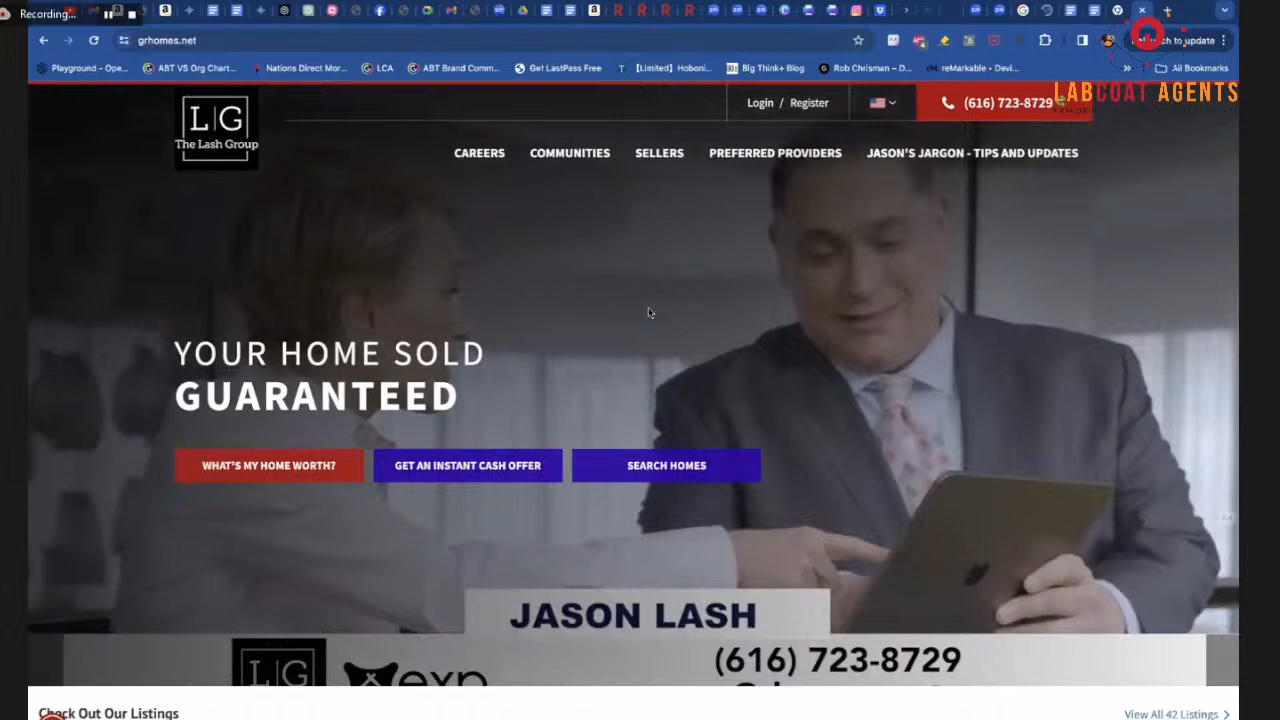 Recording...
grhomes.net
Playground - Ope...
ABT VS Org Chart...
Nations Direct Mor...
LCA
ABT Brand Comm...
Get LastPass Free
[Limited] Hoboni...
Big Think+ Blog
Rob Chrisman – D...
reMarkable • Devi...
All Bookmarks
LABCOAT AGENTS
L|G
The Lash Group
Login / Register
(616) 723-8729
CAREERS
COMMUNITIES
SELLERS
PREFERRED PROVIDERS
JASON'S JARGON - TIPS AND UPDATES
YOUR HOME SOLD
GUARANTEED
WHAT'S MY HOME WORTH?
GET AN INSTANT CASH OFFER
SEARCH HOMES
JASON LASH
L|G
exp
(616) 723-8729
Check Out Our Listings
View All 42 Listings